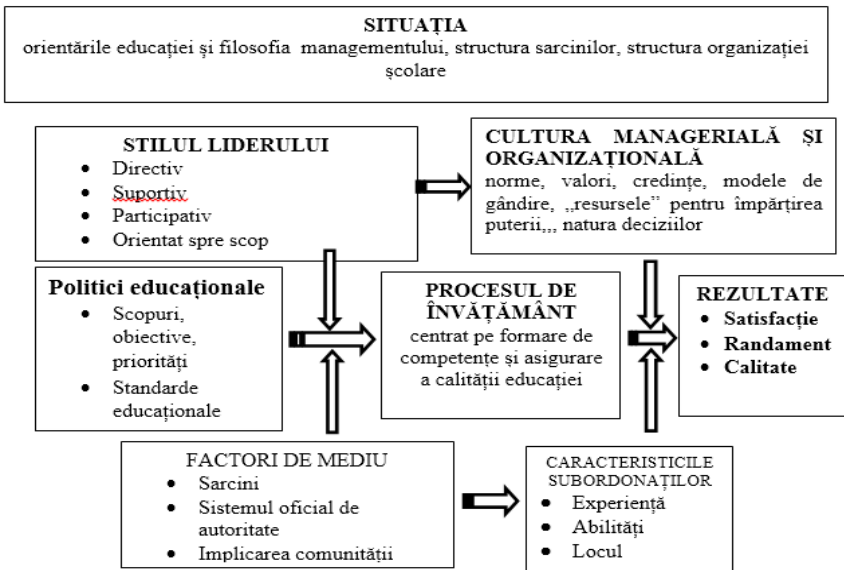 SITUAȚIA
orientările educației și filosofia managementului, structura sarcinilor, structura organizației
școlare
STILUL LIDERULUI
• Directiv
• Suportiv
• Participativ
• Orientat spre scop
CULTURA MANAGERIALĂ ȘI
ORGANIZAȚIONALĂ
norme, valori, credințe, modele de
gândire, ,,resursele” pentru împărțirea
puterii,,, natura deciziilor
Politici educaționale
• Scopuri,
obiective,
priorități
• Standarde
educaționale
PROCESUL DE
ÎNVĂȚĂMÂNT
centrat pe formare de
competențe și asigurare
a calității educației
REZULTATE
• Satisfacție
• Randament
• Calitate
FACTORI DE MEDIU
• Sarcini
• Sistemul oficial de
autoritate
• Implicarea comunității
CARACTERISTICILE
SUBORDONAȚILOR
• Experiență
• Abilități
• Locul